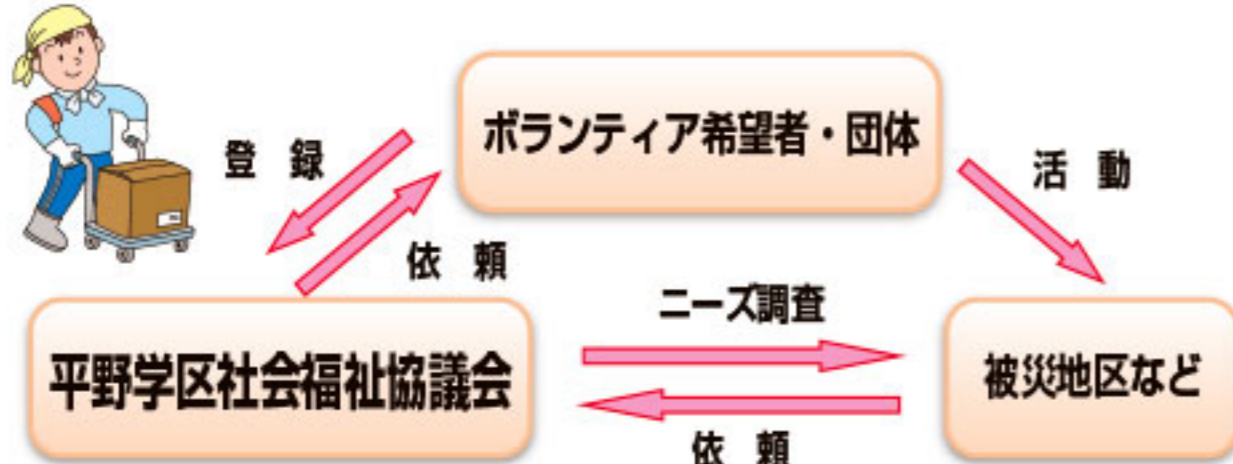 ボランティア希望者・団体
登　録
活　動
依　頼
ニーズ調査
平野学区社会福祉協議会
被災地区など
依　頼